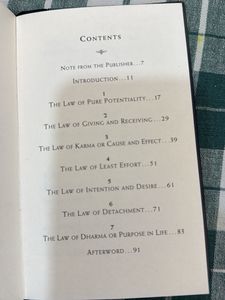 CONTENTS
NOTE FROM THE PUBLISHER...7
INTRODUCTION...11
1
THE LAW OF PURE POTENTIALITY...17
2
THE LAW OF GIVING AND RECEIVING...29
3
THE LAW OF KARMA OR CAUSE AND EFFECT...39
4
THE LAW OF LEAST EFFORT...51
5
THE LAW OF INTENTION AND DESIRE...61
6
THE LAW OF DETACHMENT...71
7
THE LAW OF DHARMA OR PURPOSE IN LIFE...83
AFTERWORD...91